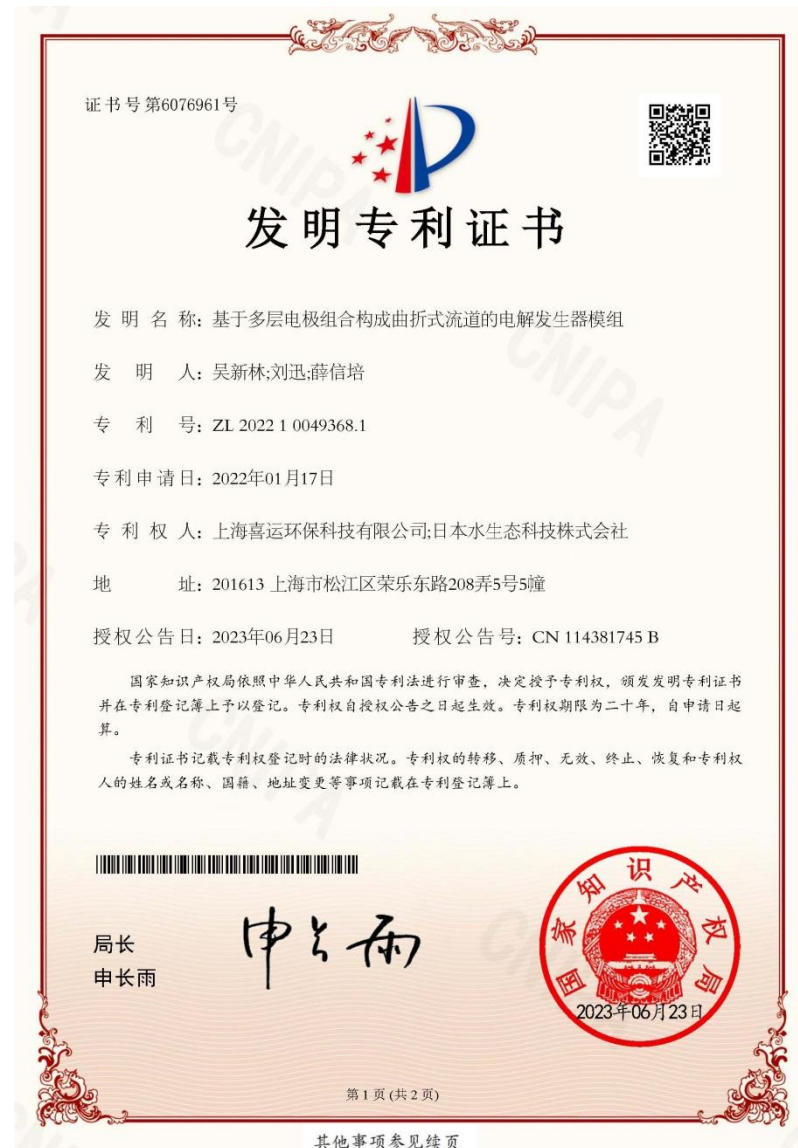 证书号第6076961号
发明专利证书
发明名称：基于多层电极组合构成曲折式流道的电解发生器模组
发明人：吴新林;刘迅;薛信培
专利号：ZL 2022 1 0049368.1
专利申请日：2022年01月17日
专利权人：上海喜运环保科技有限公司;日本水生态科技株式会社
地址：201613 上海市松江区荣乐东路208弄5号5幢
授权公告日：2023年06月23日 授权公告号：CN 114381745 B
国家知识产权局依照中华人民共和国专利法进行审查，决定授予专利权，颁发发明专利证书
并在专利登记簿上予以登记。专利权自授权公告之日起生效。专利权期限为二十年，自申请日起
算。
专利证书记载专利权登记时的法律状况。专利权的转移、质押、无效、终止、恢复和专利权
人的姓名或名称、国籍、地址变更等事项记载在专利登记簿上。
局长
申长雨
申长雨
国家知识产权局
2023年06月23日
第1页(共2页)
其他事项参见续页
CNIPA
CNIPA
CNIPA
CNIPA